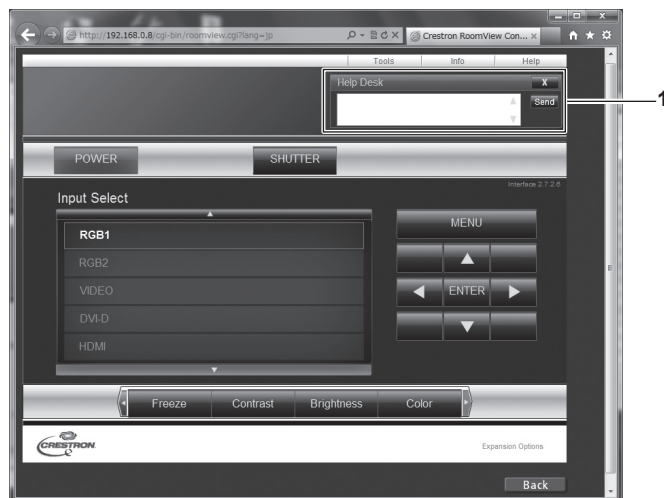 http://192.168.0.8/cgi-bin/roomview.cgi?lang=jp
Crestron RoomView Con... ×
Tools Info Help
Help Desk X
Send
1
POWER SHUTTER
Interface 2.7.2.6
Input Select
RGB1
RGB2
VIDEO
DVI-D
HDMI
MENU
ENTER
Freeze Contrast Brightness Color
CRESTRON
Expansion Options
Back